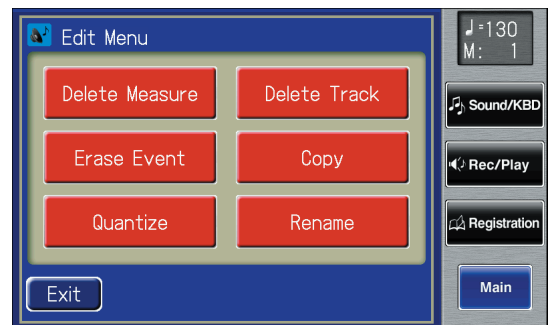 Edit Menu
Delete Measure
Delete Track
Erase Event
Copy
Quantize
Rename
Exit
♩=130
M: 1
Sound/KBD
Rec/Play
Registration
Main